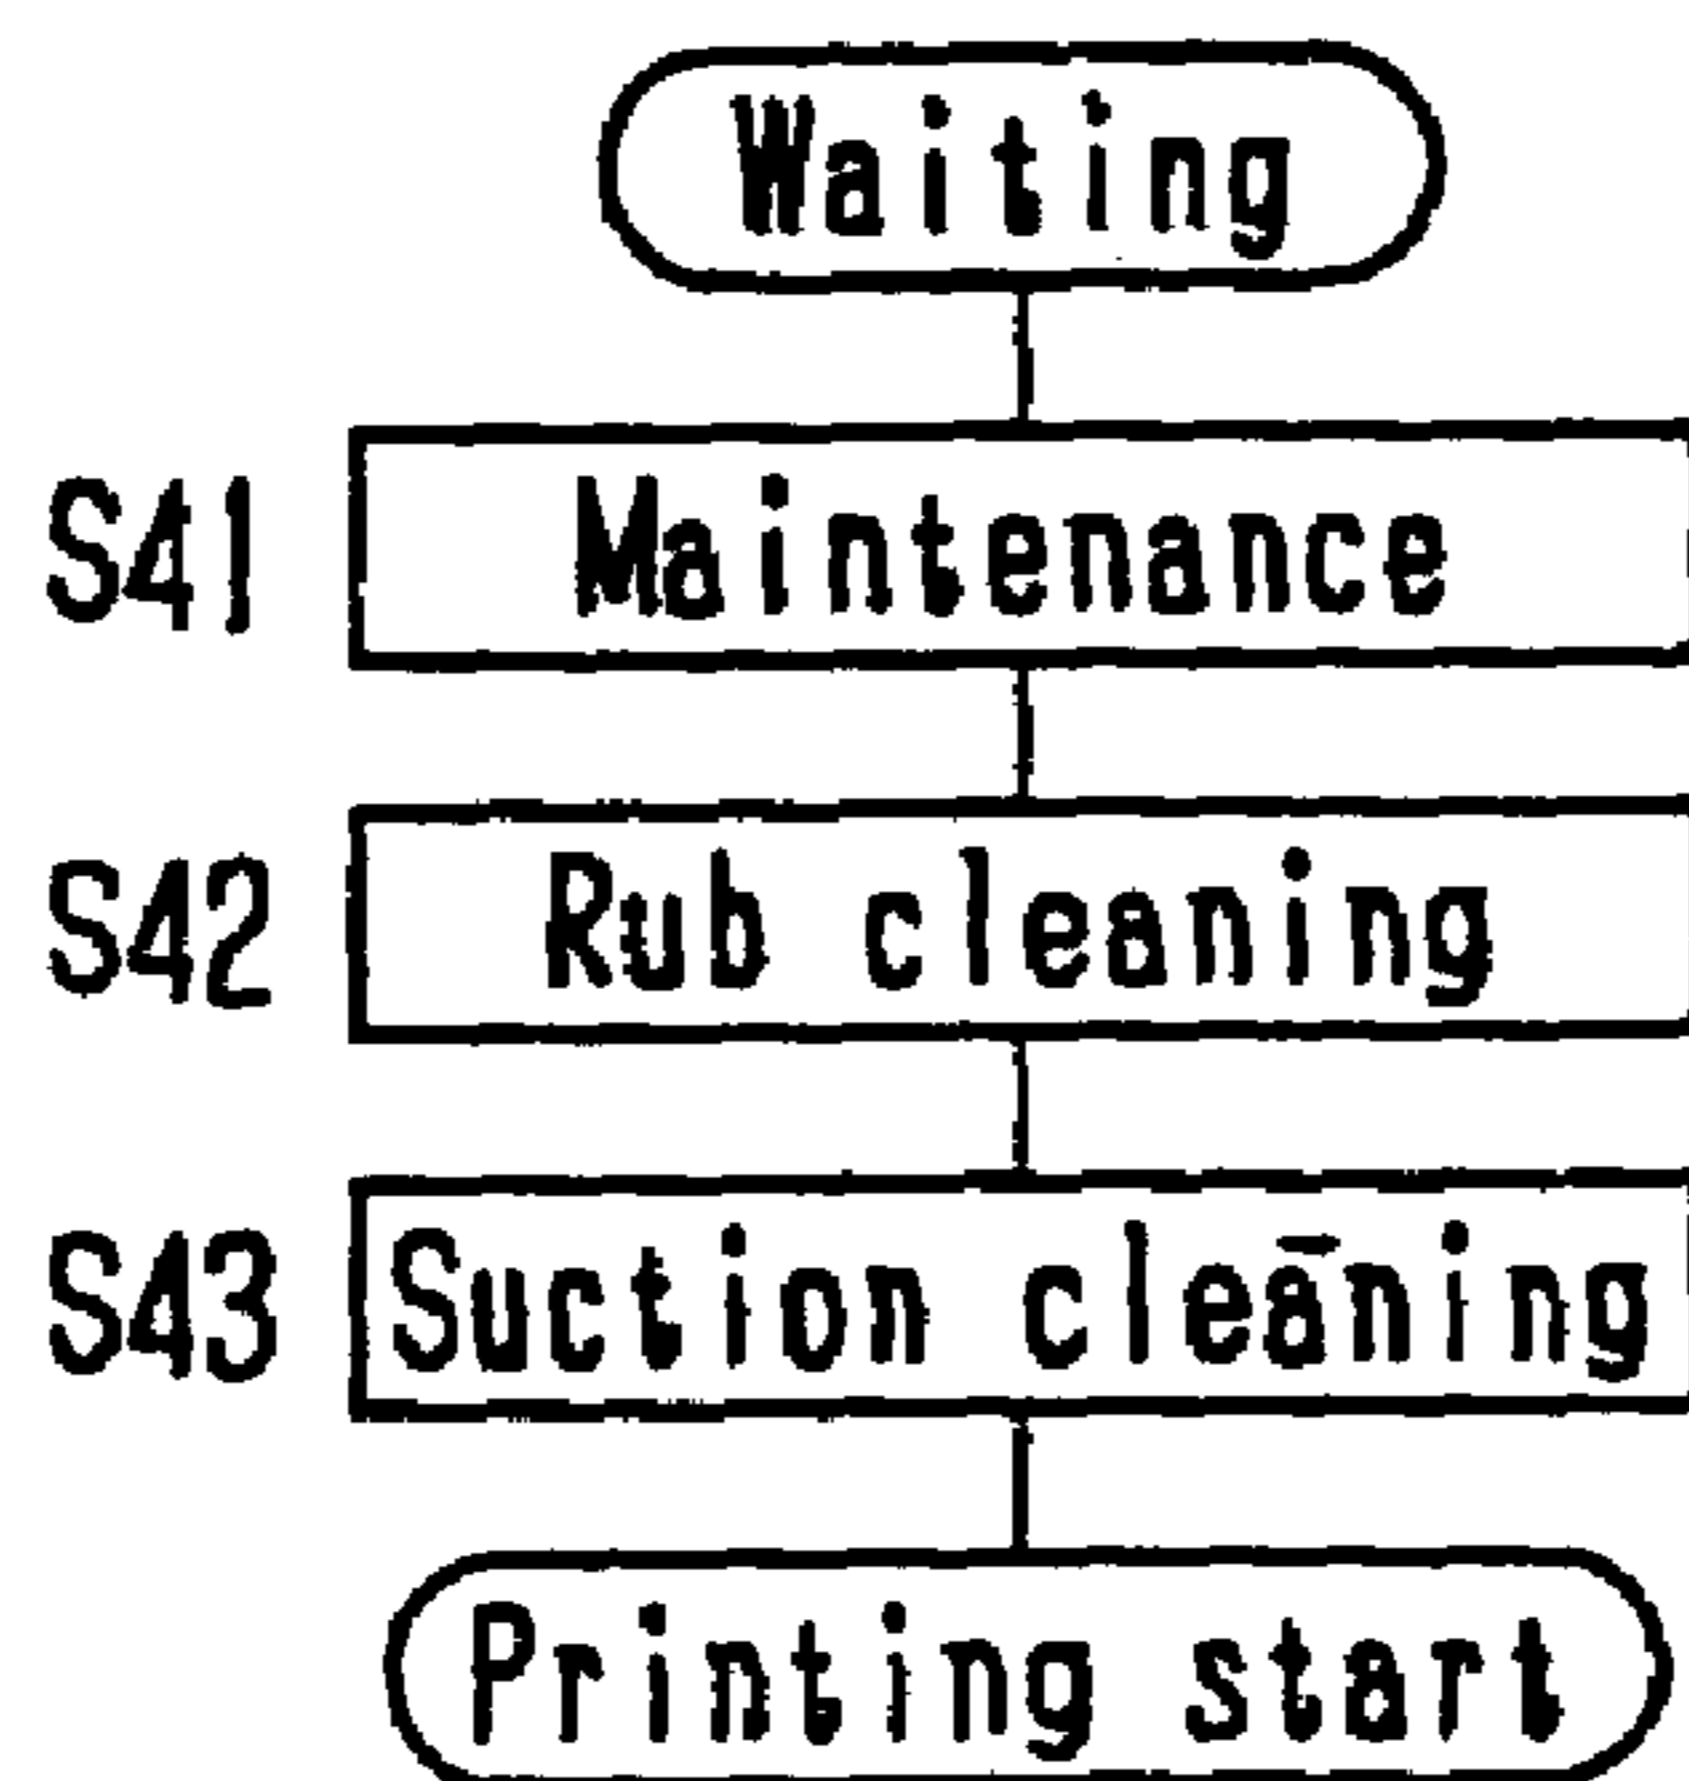 Waiting
S41 Maintenance
S42 Rub cleaning
S43 Suction cleaning
Printing start